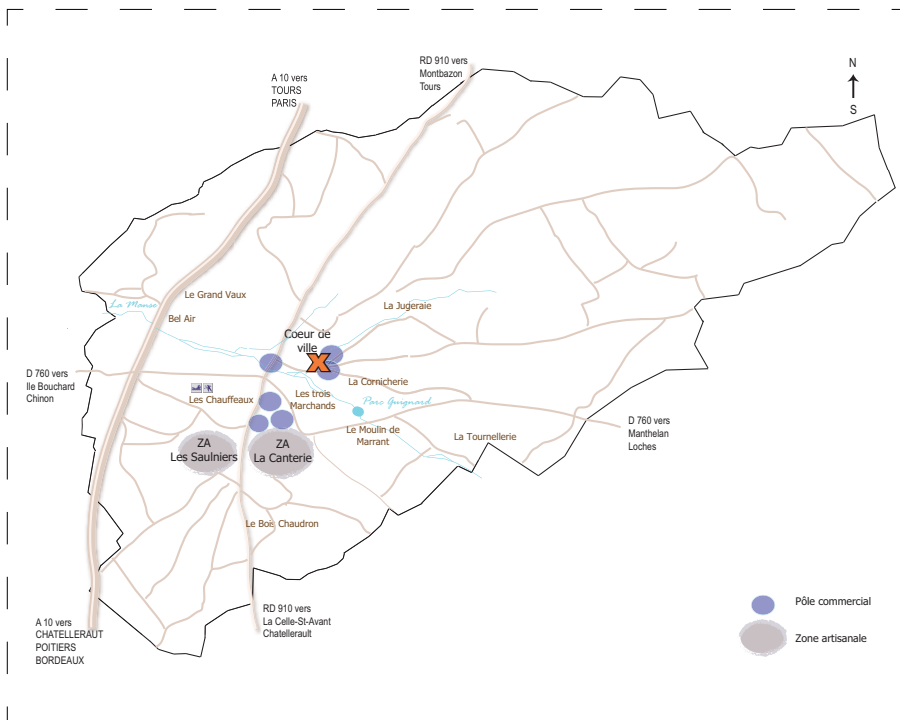 RD 910 vers
Montbazon
Tours
N
S
A 10 vers
TOURS
PARIS
Le Grand Vaux
La Manse
Bel Air
La Jugeraie
Coeur de
ville
D 760 vers
Ile Bouchard
Chinon
La Cornicherie
Les Chauffeaux
Les trois
Marchands
Parc Guignard
Le Moulin de
Marrant
La Tournellerie
D 760 vers
Manthelan
Loches
ZA
Les Saulniers
ZA
La Canterie
Le Bois Chaudron
RD 910 vers
La Celle-St-Avant
Chatellerault
A 10 vers
CHATELLERAUT
POITIERS
BORDEAUX
Pôle commercial
Zone artisanale